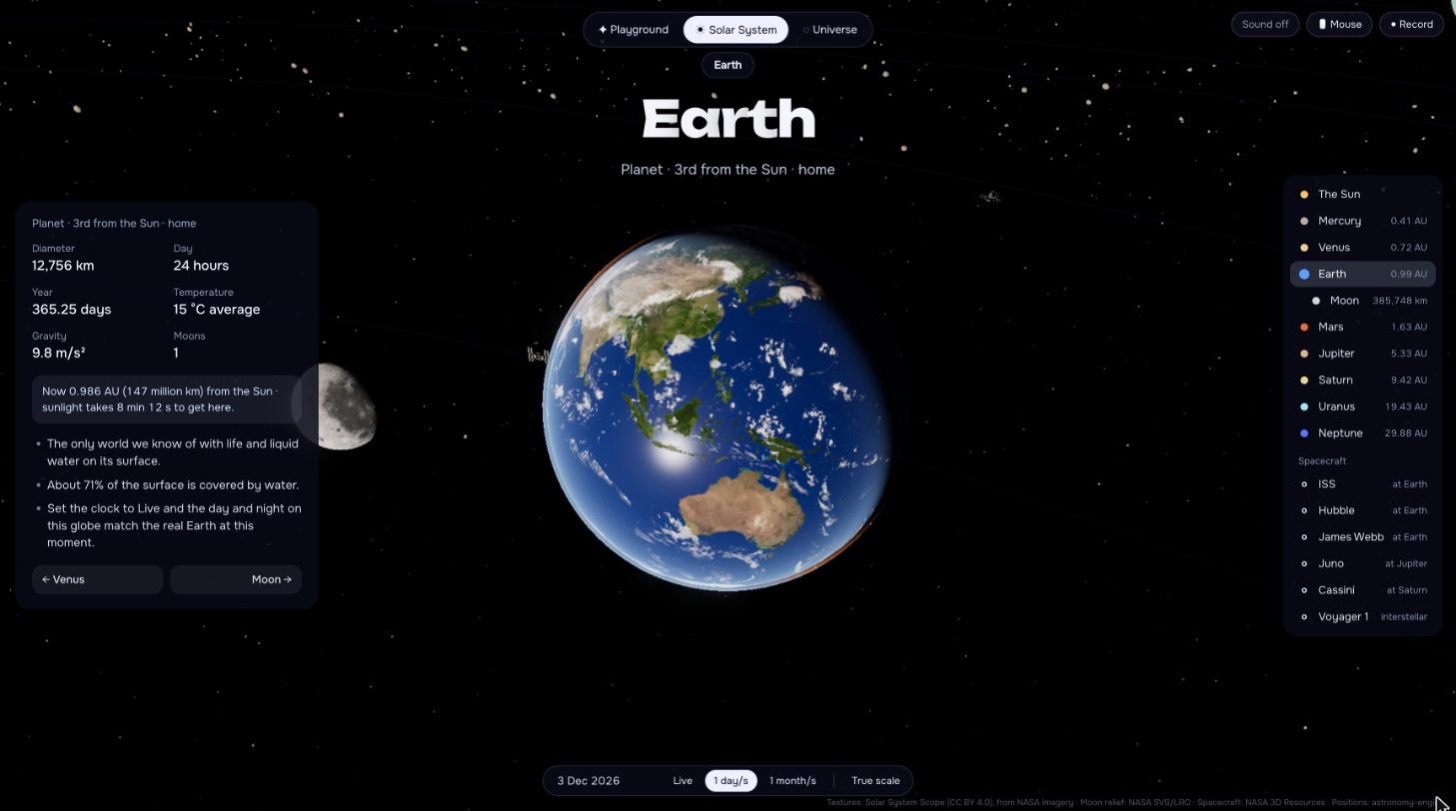 ✦ Playground
☀ Solar System
Universe
Sound off
Mouse
Record
Earth
Earth
Planet · 3rd from the Sun · home
Planet · 3rd from the Sun · home
Diameter
Day
12,756 km
24 hours
Year
Temperature
365.25 days
15 °C average
Gravity
Moons
9.8 m/s²
1
Now 0.986 AU (147 million km) from the Sun ·
sunlight takes 8 min 12 s to get here.
• The only world we know of with life and liquid
water on its surface.
• About 71% of the surface is covered by water.
• Set the clock to Live and the day and night on
this globe match the real Earth at this
moment.
← Venus
Moon →
The Sun
Mercury 0.41 AU
Venus 0.72 AU
Earth 0.99 AU
Moon 385,748 km
Mars 1.63 AU
Jupiter 5.33 AU
Saturn 9.42 AU
Uranus 19.43 AU
Neptune 29.88 AU
Spacecraft
ISS at Earth
Hubble at Earth
James Webb at Earth
Juno at Jupiter
Cassini at Saturn
Voyager 1 interstellar
3 Dec 2026
Live
1 day/s
1 month/s
True scale
Textures: Solar System Scope (CC BY 4.0), from NASA imagery · Moon relief: NASA SVS/LRO · Spacecraft: NASA 3D Resources · Positions: